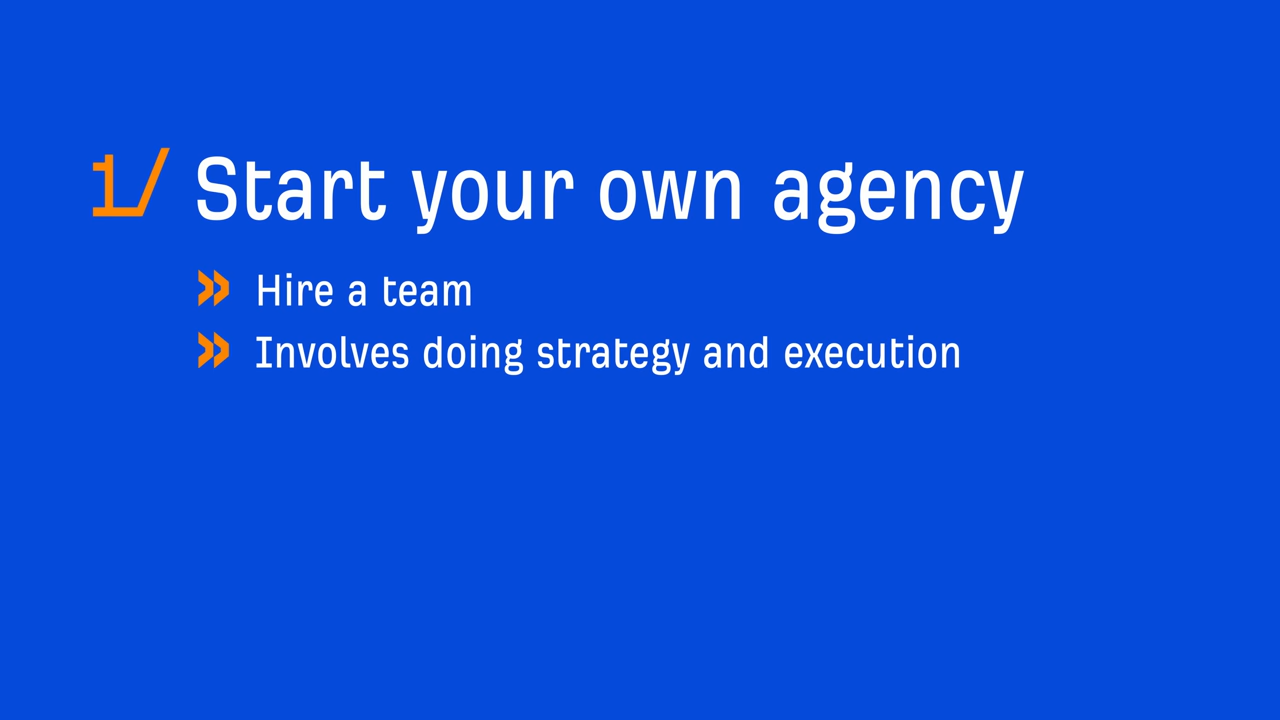 1/ Start your own agency
» Hire a team
» Involves doing strategy and execution